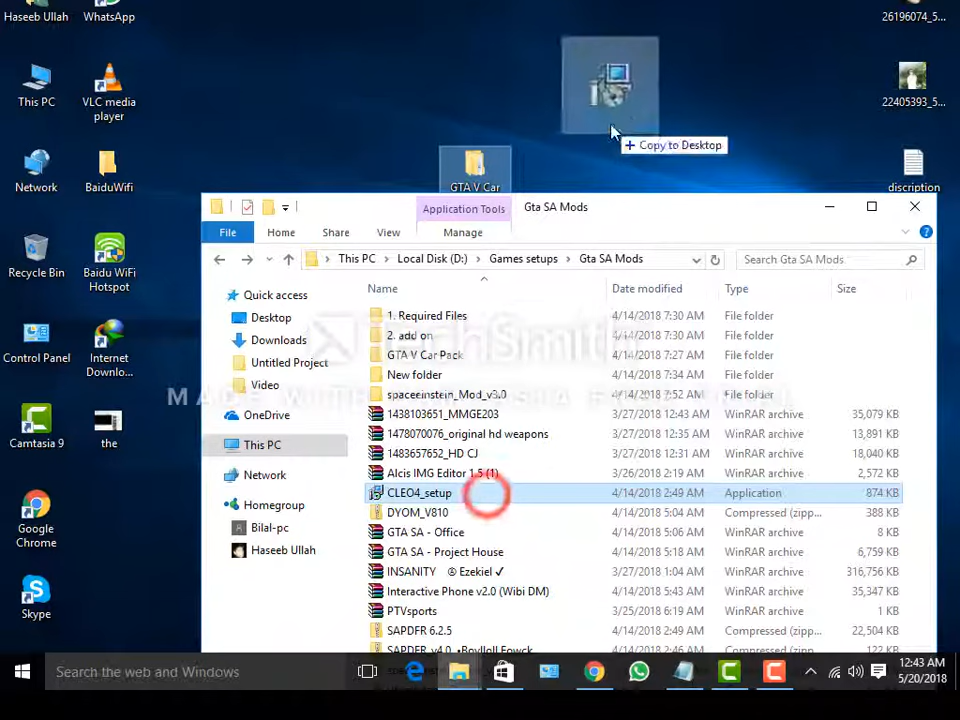 Haseeb Ullah
WhatsApp
26196074_5...
This PC
VLC media
player
22405393_5...
Copy to Desktop
Network
BaiduWifi
GTA V Car
discription
Gta SA Mods
Application Tools
File
Home
Share
View
Manage
This PC
Local Disk (D:)
Games setups
Gta SA Mods
Search Gta SA Mods
Recycle Bin
Baidu WiFi
Hotspot
Name
Date modified
Type
Size
Quick access
Desktop
Downloads
Untitled Project
Video
OneDrive
This PC
Network
Homegroup
Bilal-pc
Haseeb Ullah
1. Required Files 4/14/2018 7:30 AM File folder
2. add on 4/14/2018 7:30 AM File folder
GTA V Car Pack 4/14/2018 7:27 AM File folder
New folder 4/14/2018 7:30 AM File folder
spaceeinstein_Mod_v3.0 4/14/2018 7:52 AM File folder
1438103651_MMGE203 3/27/2018 12:43 AM WinRAR archive 35,079 KB
1478070076_original hd weapons 3/27/2018 12:35 AM WinRAR archive 13,891 KB
1483657652_HD CJ 3/27/2018 12:31 AM WinRAR archive 18,040 KB
Alcis IMG Editor 1.5 (1) 3/26/2018 2:19 AM WinRAR archive 2,572 KB
CLEO4_setup 4/14/2018 2:49 AM Application 874 KB
DYOM_V810 4/14/2018 5:04 AM Compressed (zipp... 388 KB
GTA SA - Office 4/14/2018 5:06 AM WinRAR archive 8 KB
GTA SA - Project House 4/14/2018 5:18 AM WinRAR archive 6,759 KB
INSANITY ® Ezekiel ✓ 3/27/2018 1:04 AM WinRAR archive 316,756 KB
Interactive Phone v2.0 (Wibi DM) 4/14/2018 5:43 AM WinRAR archive 35,347 KB
PTVsports 3/25/2018 6:19 AM WinRAR archive 1 KB
SAPDFR 6.2.5 4/14/2018 2:49 AM Compressed (zipp... 22,504 KB
SAPDFR_v4.0 4/14/2018 2:49 AM Compressed (zipp... 122 KB
Control Panel
Internet
Downlo...
Camtasia 9
the
Google
Chrome
Skype
TechSmith
Search the web and Windows
12:43 AM
5/20/2018